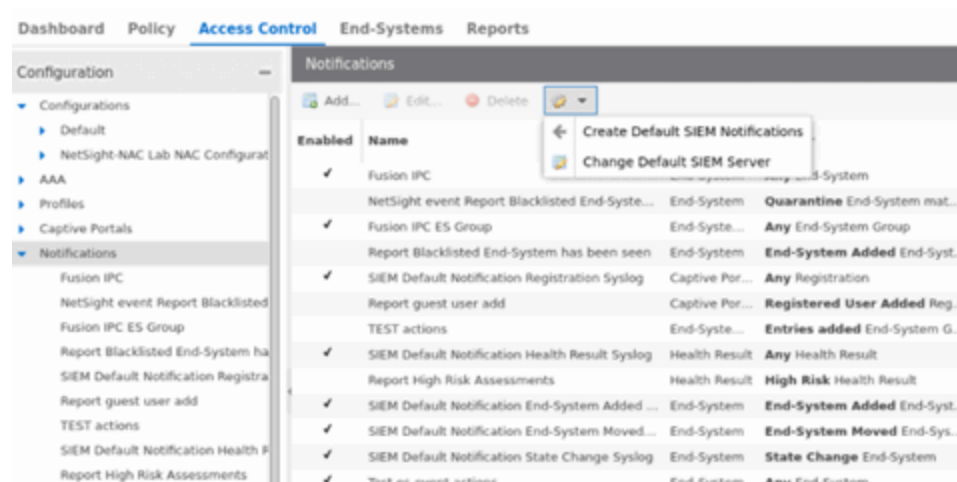 Dashboard Policy Access Control End-Systems Reports
Configuration
Configurations
Default
NetSight-NAC Lab NAC Configurat
AAA
Profiles
Captive Portals
Notifications
Fusion IPC
NetSight event Report Blacklisted
Fusion IPC ES Group
Report Blacklisted End-System ha
SIEM Default Notification Registra
Report guest user add
TEST actions
SIEM Default Notification Health R
Report High Risk Assessments
Notifications
Add... Edit... Delete
Create Default SIEM Notifications
Change Default SIEM Server
Enabled Name
Fusion IPC End-System Any End-System
NetSight event Report Blacklisted End-Syste... End-System Quarantine End-System mat...
Fusion IPC ES Group End-Syste... Any End-System Group
Report Blacklisted End-System has been seen End-System End-System Added End-Syst...
SIEM Default Notification Registration Syslog Captive Por... Any Registration
Report guest user add Captive Por... Registered User Added Reg...
TEST actions End-Syste... Entries added End-System G...
SIEM Default Notification Health Result Syslog Health Result Any Health Result
Report High Risk Assessments Health Result High Risk Health Result
SIEM Default Notification End-System Added ... End-System End-System Added End-Syst...
SIEM Default Notification End-System Moved... End-System End-System Moved End-Sys...
SIEM Default Notification State Change Syslog End-System State Change End-System
End-System Any End-System